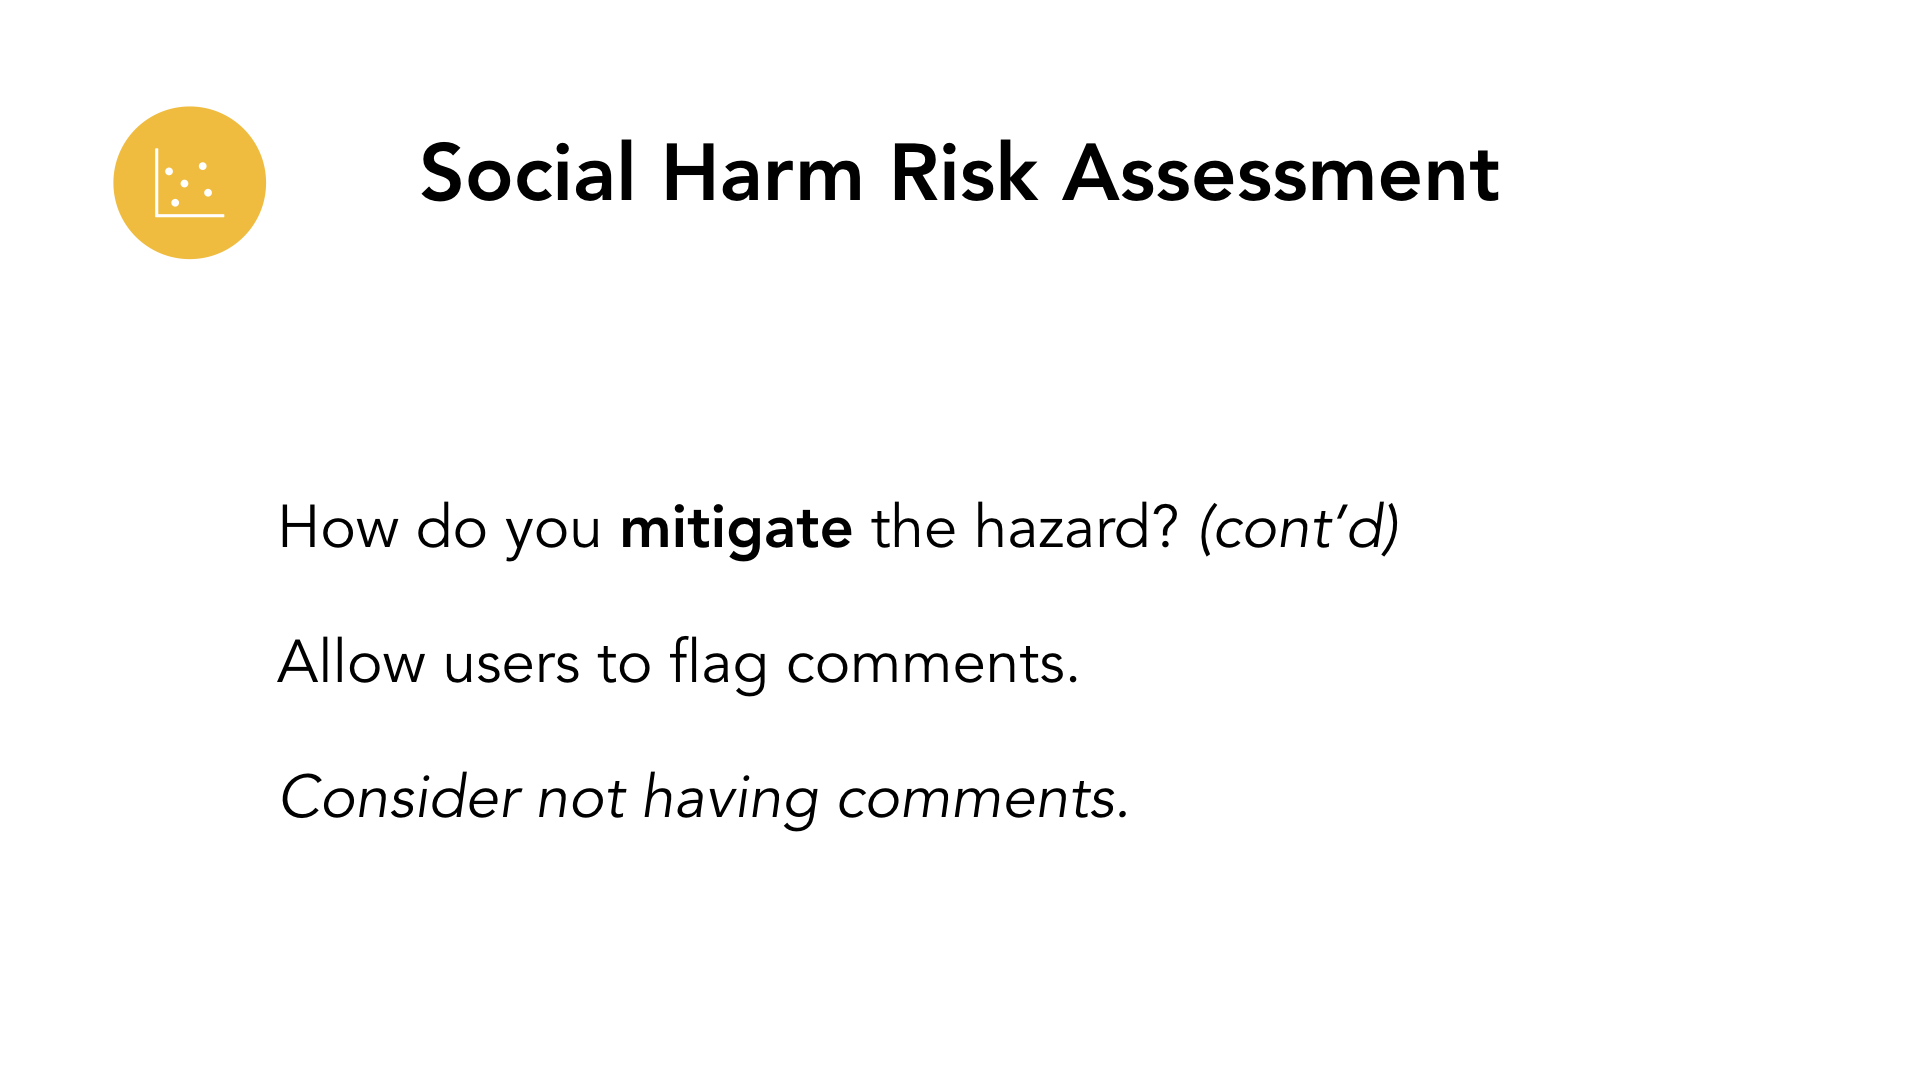 Social Harm Risk Assessment
How do you mitigate the hazard? (cont’d)
Allow users to flag comments.
Consider not having comments.